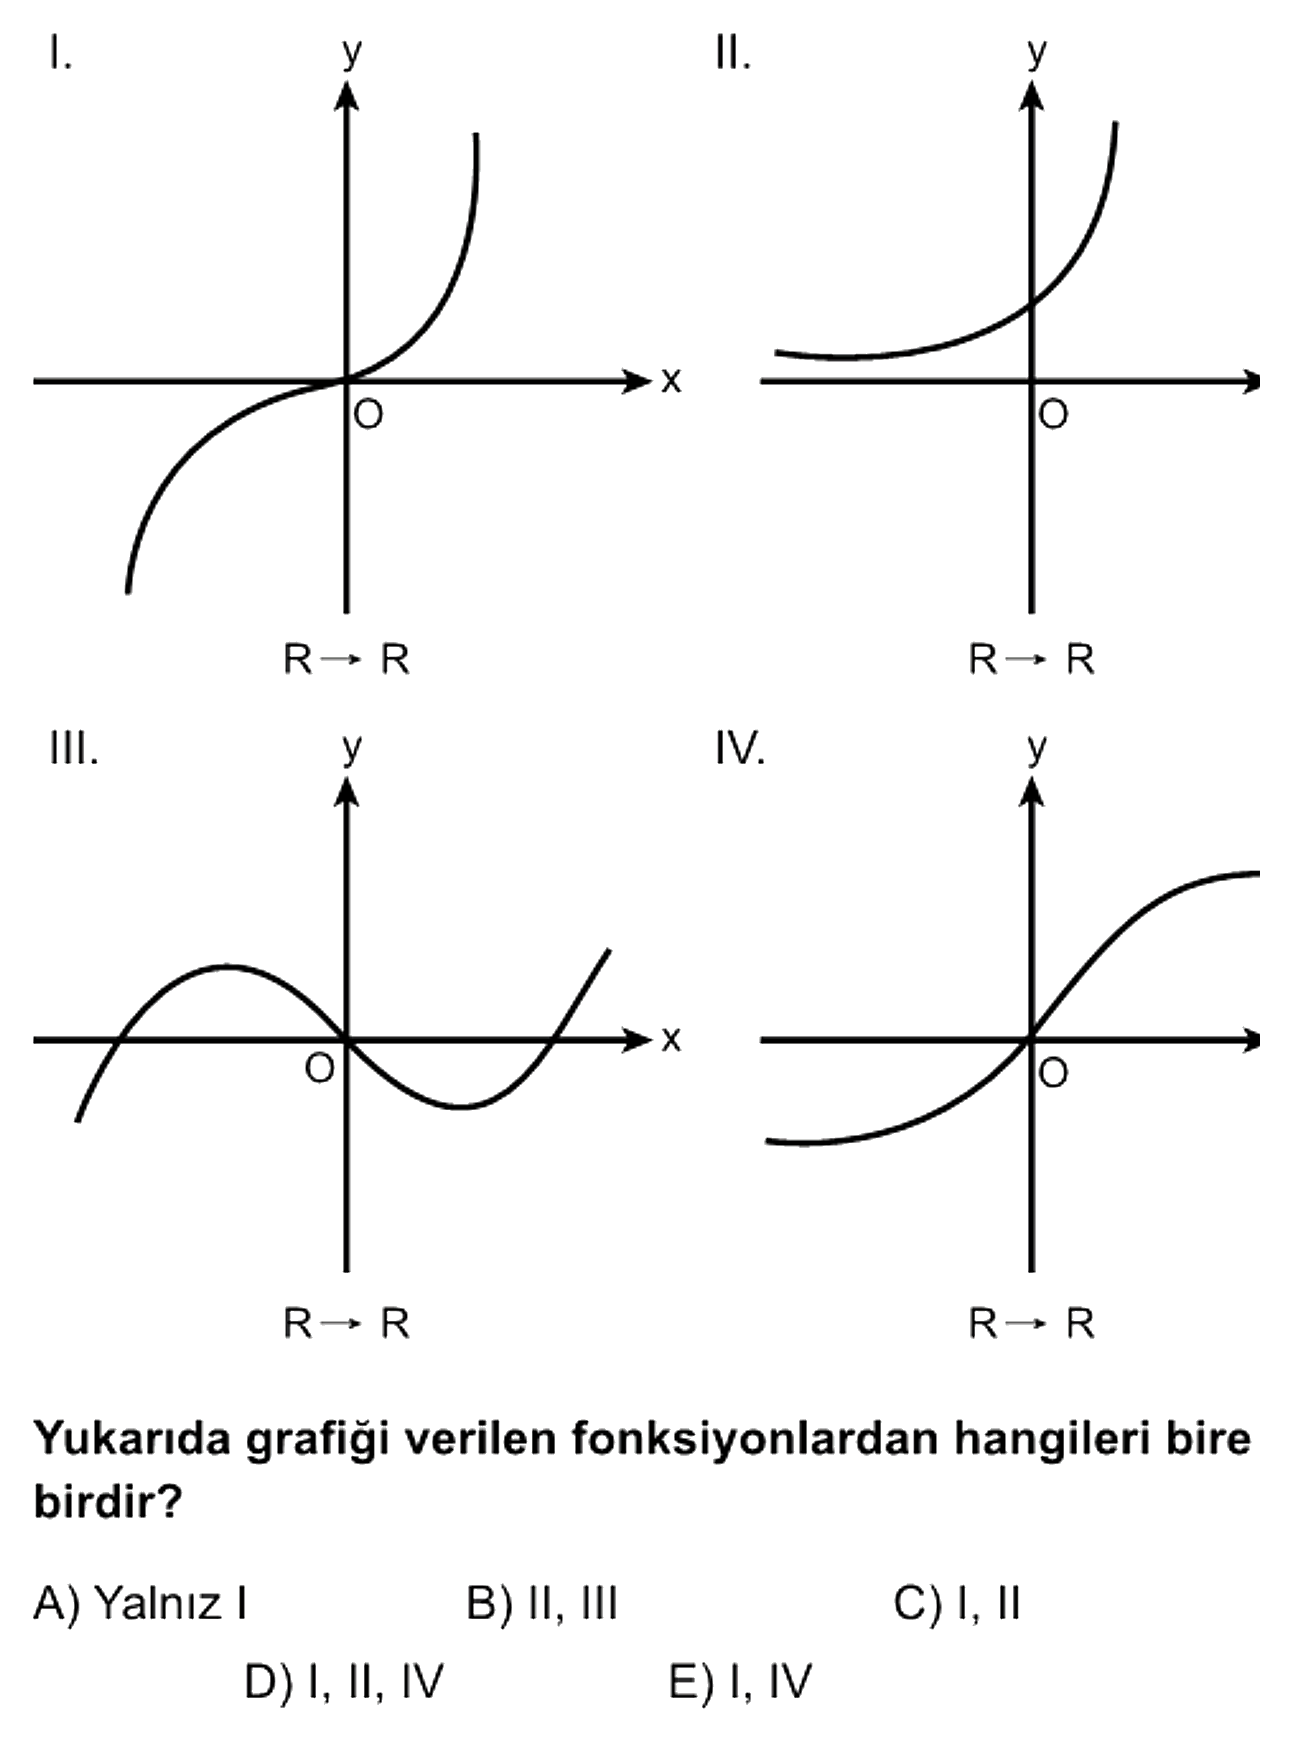 I.
y
x
O
R → R
II.
y
O
R → R
III.
y
x
O
R → R
IV.
y
O
R → R
Yukarıda grafiği verilen fonksiyonlardan hangileri bire
birdir?
A) Yalnız I B) II, III C) I, II
D) I, II, IV E) I, IV